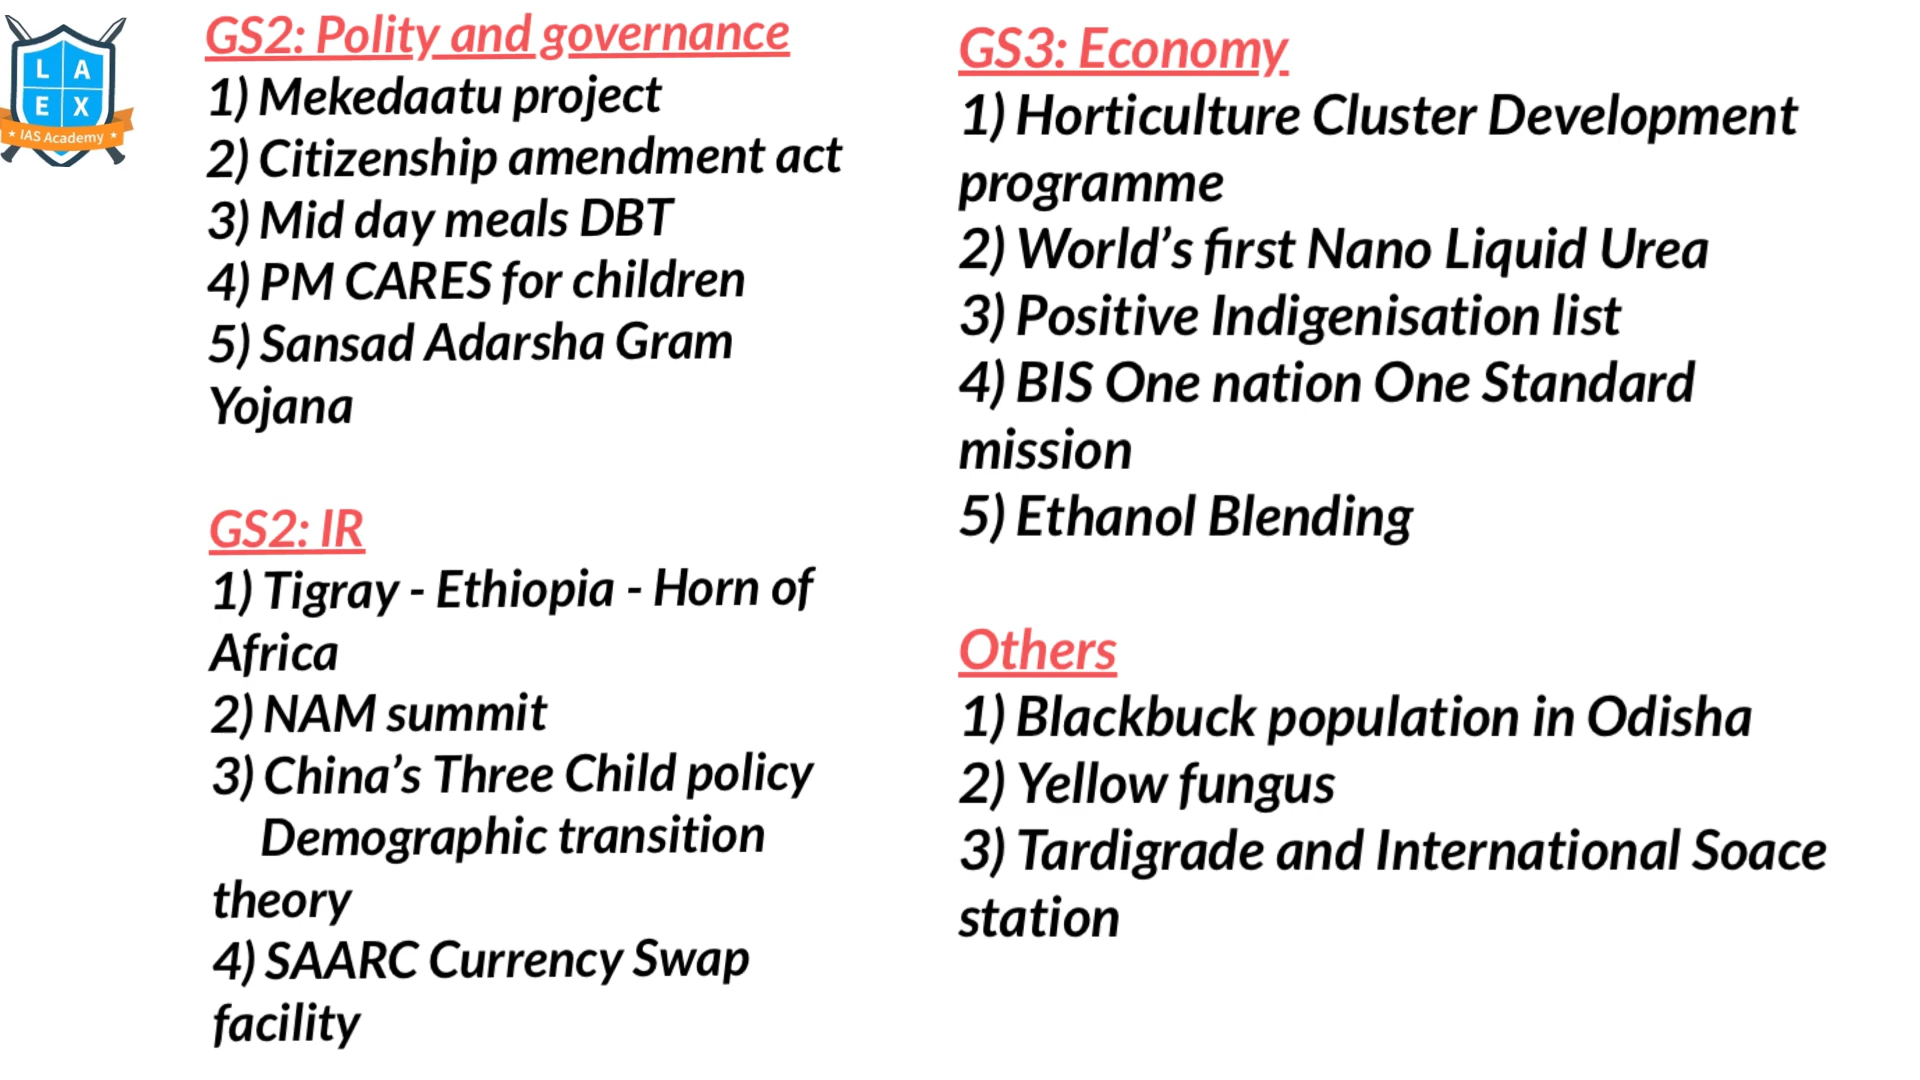 L A
E X
★ IAS Academy ★
GS2: Polity and governance
1) Mekedaatu project
2) Citizenship amendment act
3) Mid day meals DBT
4) PM CARES for children
5) Sansad Adarsha Gram
Yojana
GS2: IR
1) Tigray - Ethiopia - Horn of
Africa
2) NAM summit
3) China’s Three Child policy
Demographic transition
theory
4) SAARC Currency Swap
facility
GS3: Economy
1) Horticulture Cluster Development
programme
2) World’s first Nano Liquid Urea
3) Positive Indigenisation list
4) BIS One nation One Standard
mission
5) Ethanol Blending
Others
1) Blackbuck population in Odisha
2) Yellow fungus
3) Tardigrade and International Soace
station